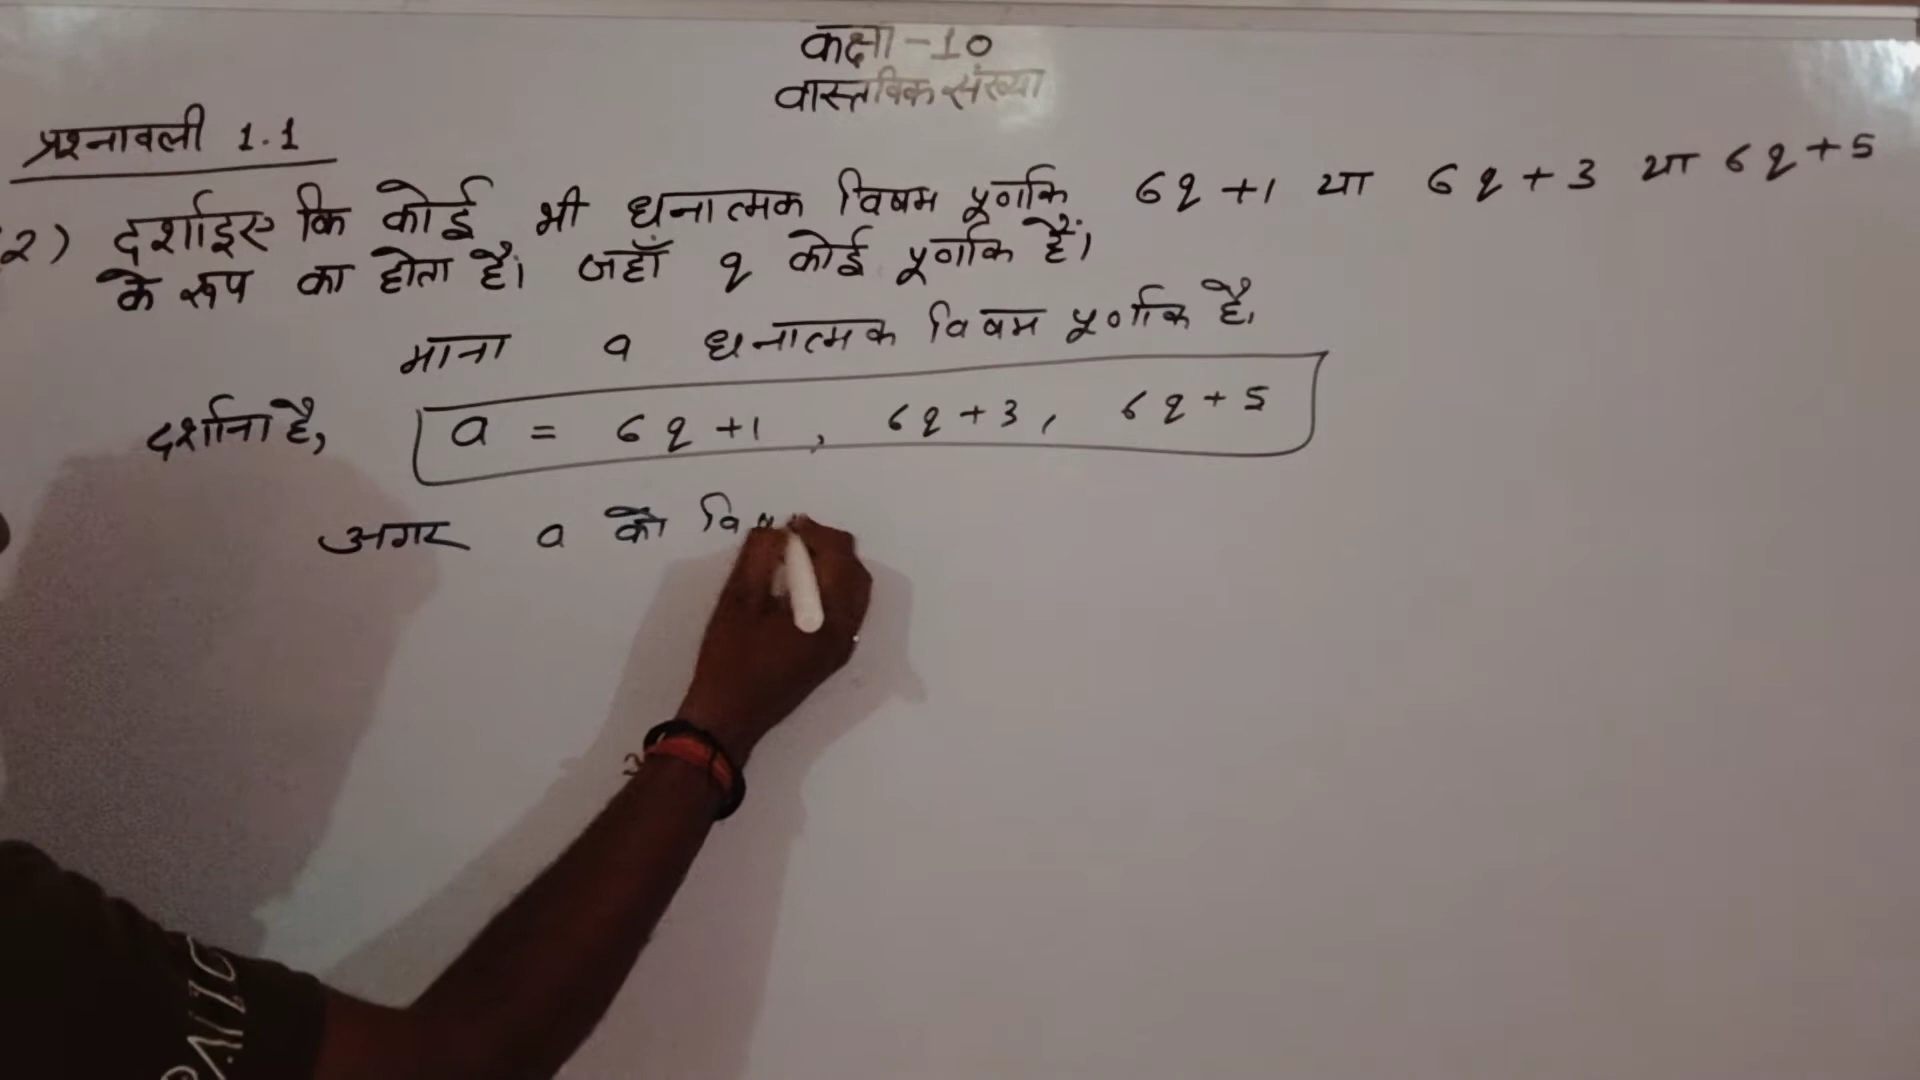 कक्षा - 10
वास्तविक संख्या
प्रश्नावली 1.1
2) दर्शाइए कि कोई भी धनात्मक विषम पूर्णांक 6q + 1 या 6q + 3 या 6q + 5
के रूप का होता है। जहाँ q कोई पूर्णांक है।
माना a धनात्मक विषम पूर्णांक है,
दर्शाना है, a = 6q + 1 , 6q + 3 , 6q + 5
अगर a को